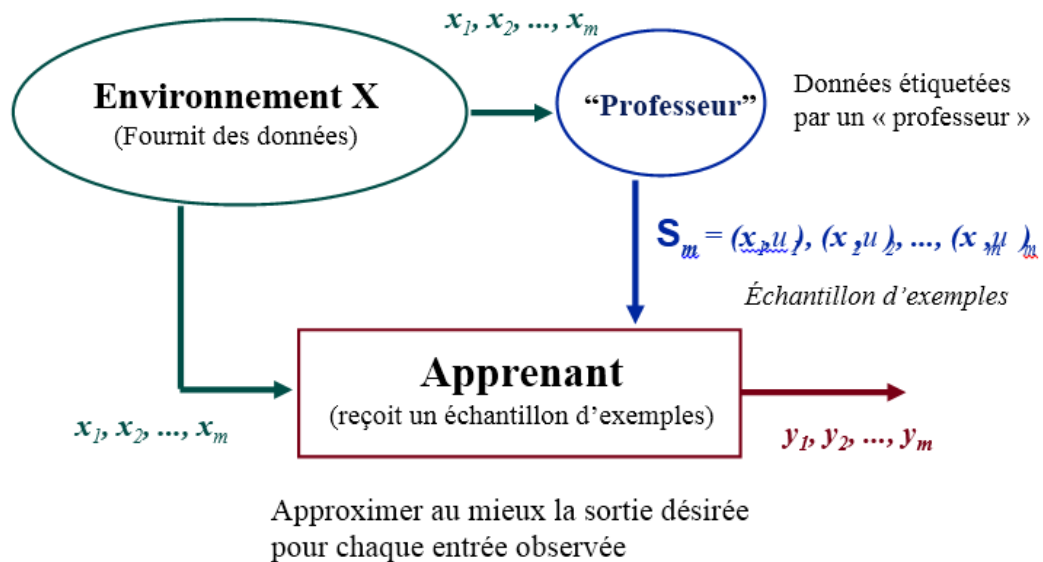 x1, x2, ..., xm
Environnement X
(Fournit des données)
“Professeur”
Données étiquetées
par un « professeur »
Sm = (x1,u1), (x2,u2), ..., (xm,um)
Échantillon d’exemples
Apprenant
(reçoit un échantillon d’exemples)
x1, x2, ..., xm
y1, y2, ..., ym
Approximer au mieux la sortie désirée
pour chaque entrée observée